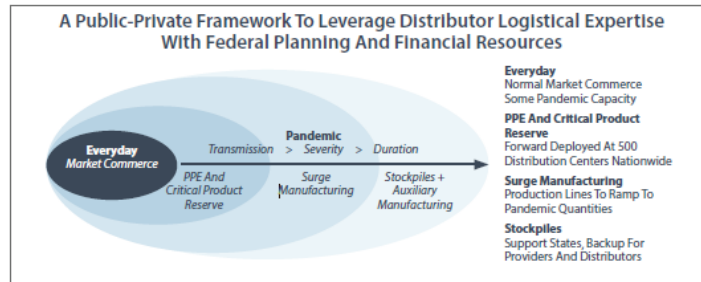 A Public-Private Framework To Leverage Distributor Logistical Expertise
With Federal Planning And Financial Resources
Everyday
Market Commerce
Pandemic
Transmission > Severity > Duration
PPE And
Critical Product
Reserve
Surge
Manufacturing
Stockpiles +
Auxiliary
Manufacturing
Everyday
Normal Market Commerce
Some Pandemic Capacity
PPE And Critical Product
Reserve
Forward Deployed At 500
Distribution Centers Nationwide
Surge Manufacturing
Production Lines To Ramp To
Pandemic Quantities
Stockpiles
Support States, Backup For
Providers And Distributors